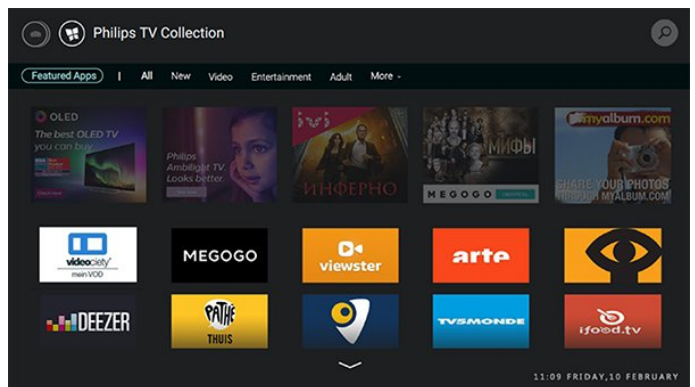 Philips TV Collection
Featured Apps | All New Video Entertainment Adult More
OLED
The best OLED TV
you can buy
Philips
Ambilight TV.
Looks better.
ivi
ИНФЕРНО
МИФЫ
MEGOGO
myalbum.com
SHARE YOUR PHOTOS
THROUGH MYALBUM.COM
videociety
mein VOD
MEGOGO
viewster
arte
DEEZER
PATHÉ
THUIS
TV5MONDE
ifood.tv
11:09 FRIDAY,10 FEBRUARY